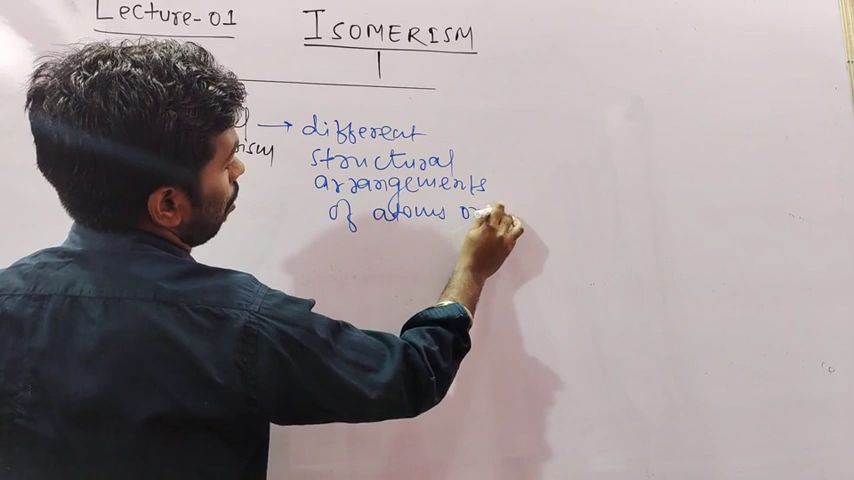 Lecture-01
ISOMERISM
→ different
structural
arrangements
of atoms